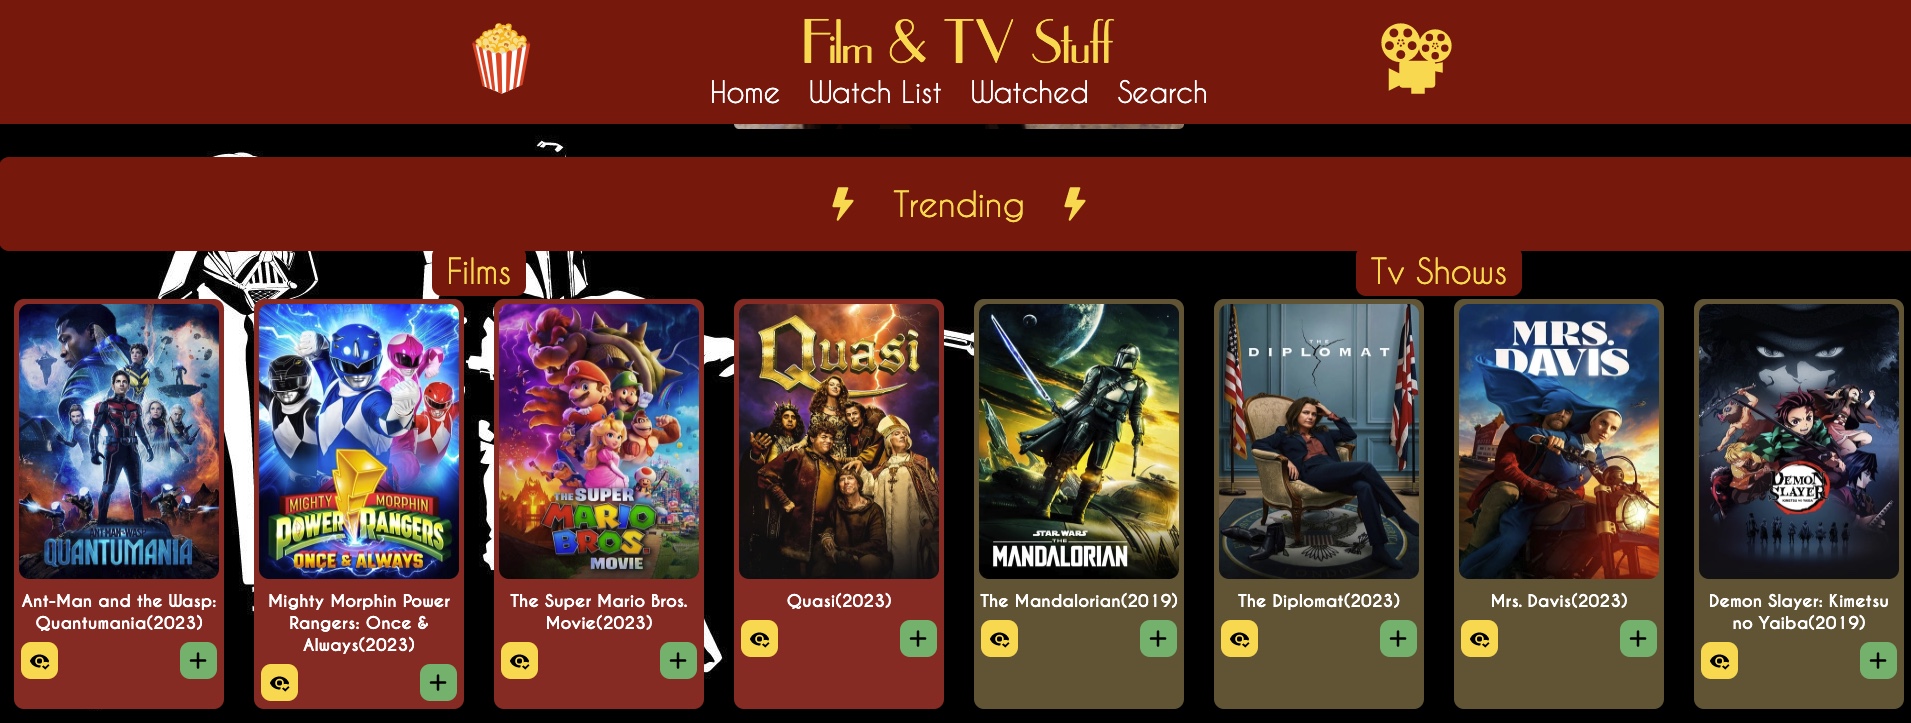 Film & TV Stuff
Home Watch List Watched Search
Trending
Films
Tv Shows
ANT-MAN AND THE WASP
QUANTUMANIA
Ant-Man and the Wasp:
Quantumania(2023)
MIGHTY MORPHIN
POWER RANGERS
ONCE & ALWAYS
Mighty Morphin Power
Rangers: Once &
Always(2023)
THE SUPER
MARIO
BROS.
MOVIE
The Super Mario Bros.
Movie(2023)
Quasi
Quasi(2023)
STAR WARS
THE
MANDALORIAN
The Mandalorian(2019)
THE
DIPLOMAT
The Diplomat(2023)
MRS.
DAVIS
Mrs. Davis(2023)
DEMON
SLAYER
KIMETSU NO YAIBA
Demon Slayer: Kimetsu
no Yaiba(2019)